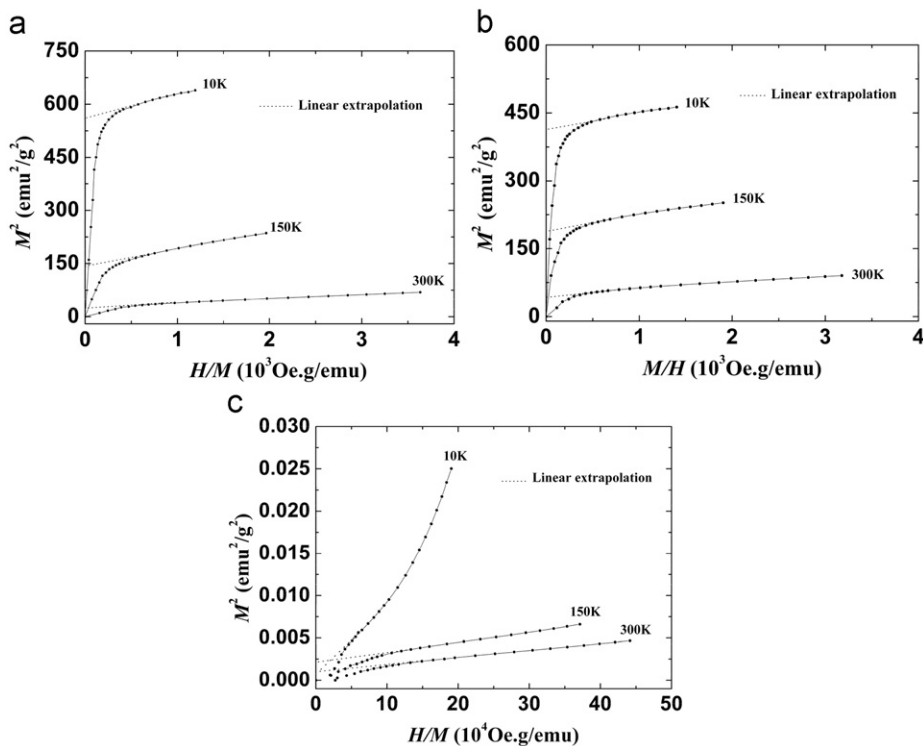 a
750
600
450
300
150
0
M² (emu²/g²)
10K
Linear extrapolation
150K
300K
0 1 2 3 4
H/M (10³Oe.g/emu)
b
600
450
300
150
0
M² (emu²/g²)
10K
Linear extrapolation
150K
300K
0 1 2 3 4
M/H (10³Oe.g/emu)
c
0.030
0.025
0.020
0.015
0.010
0.005
0.000
M² (emu²/g²)
10K
Linear extrapolation
150K
300K
0 10 20 30 40 50
H/M (10⁴Oe.g/emu)